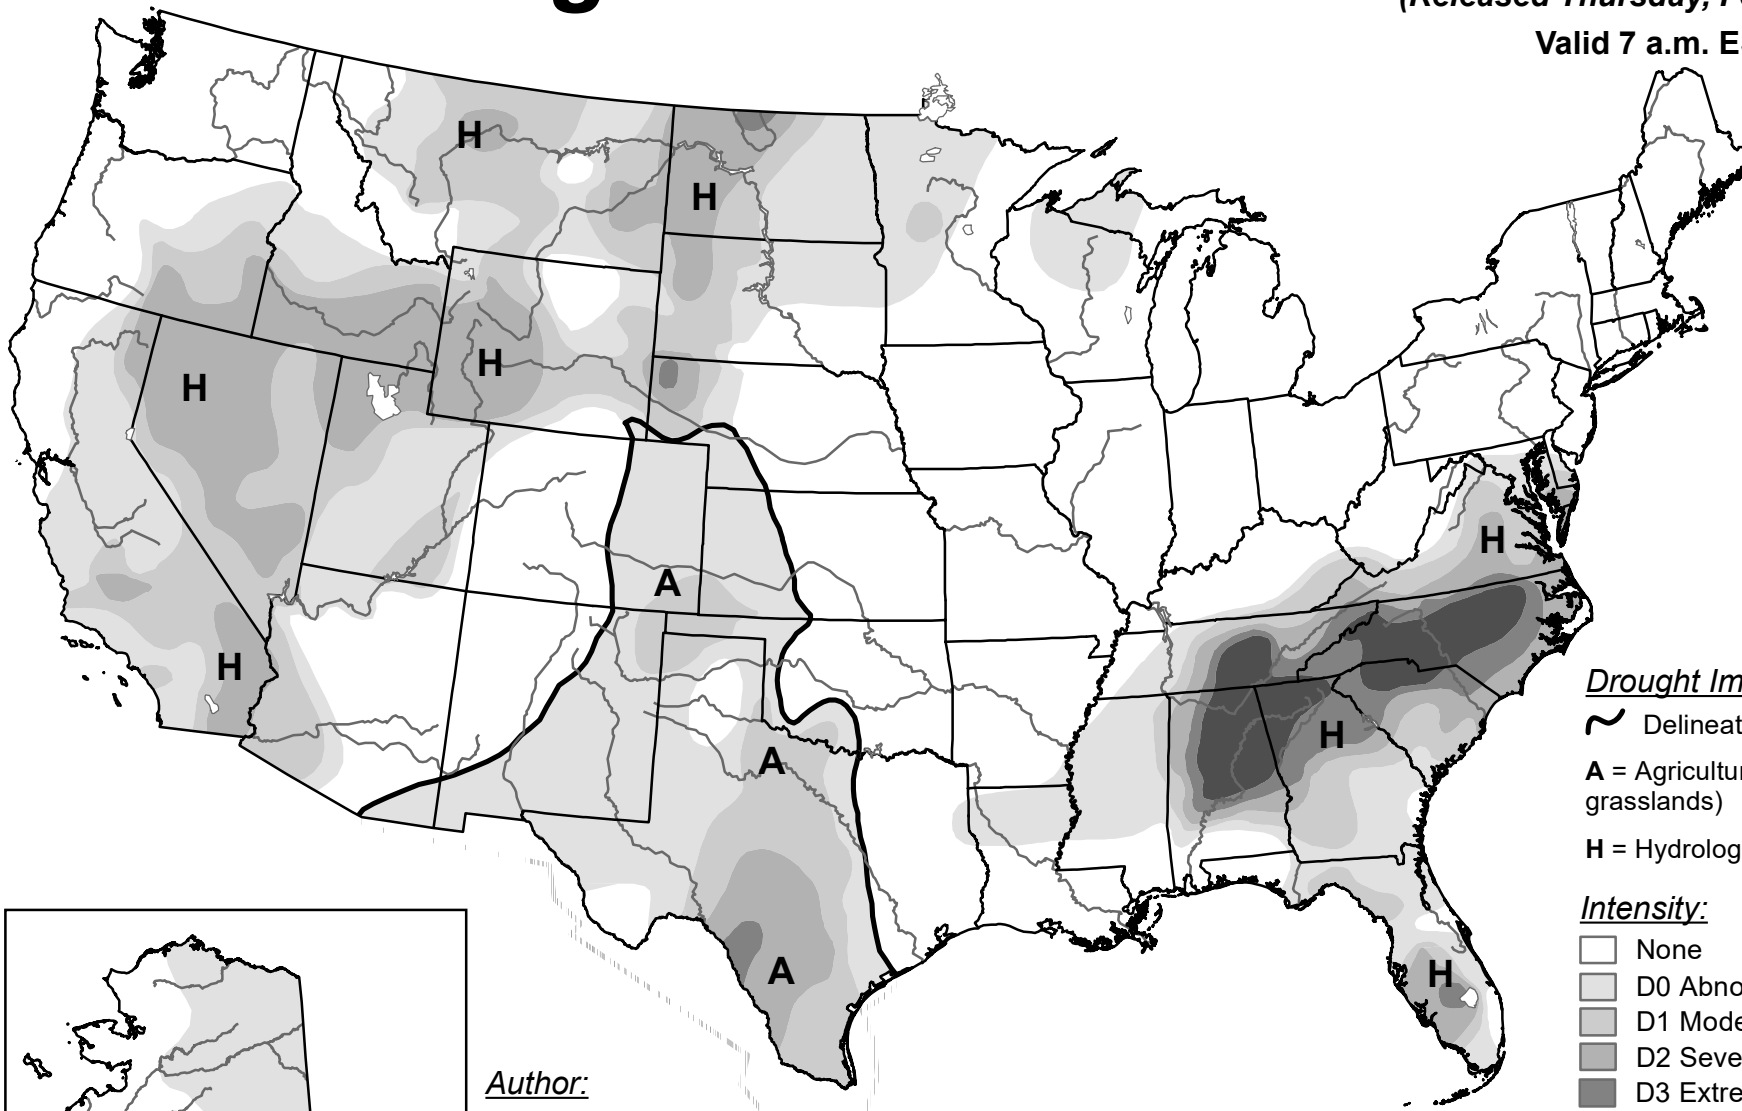 g
(Released Thursday, F
Valid 7 a.m. E
H
H
H
H
A
H
H
A
H
A
H
Drought Im
Delineat
A = Agricultur
grasslands)
H = Hydrolog
Intensity:
None
D0 Abno
D1 Mode
D2 Seve
D3 Extre
Author: